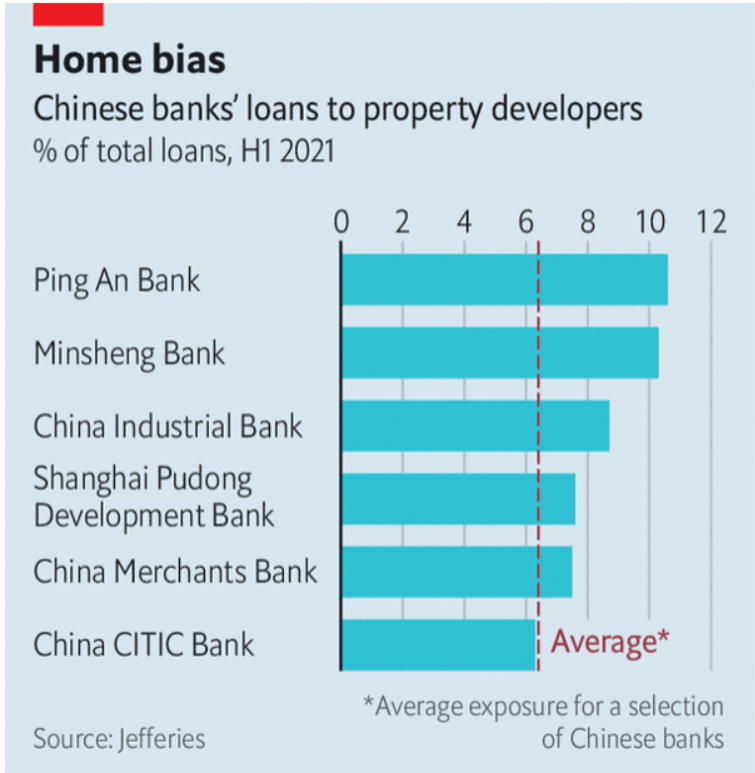 Home bias
Chinese banks’ loans to property developers
% of total loans, H1 2021
0 2 4 6 8 10 12
Ping An Bank
Minsheng Bank
China Industrial Bank
Shanghai Pudong
Development Bank
China Merchants Bank
China CITIC Bank
Average*
*Average exposure for a selection
of Chinese banks
Source: Jefferies